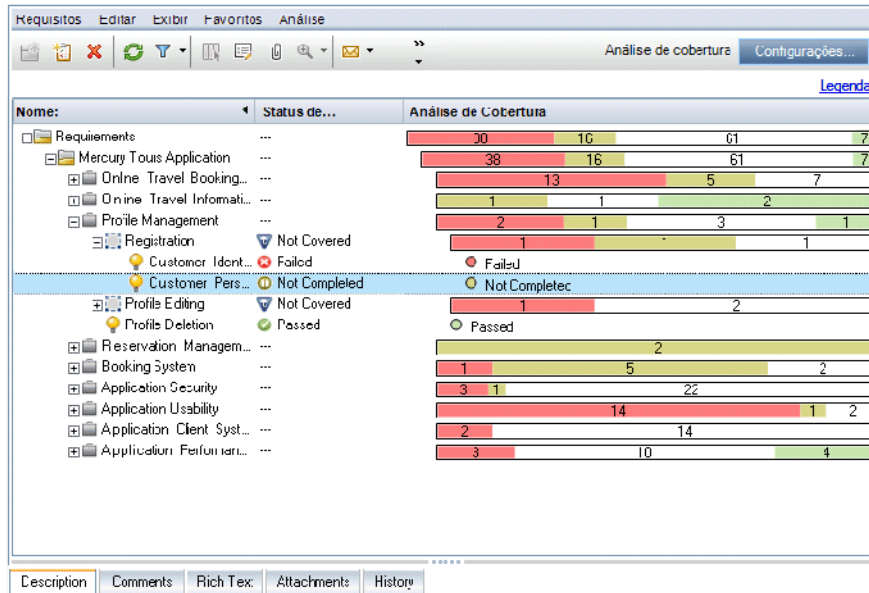 Requisitos Editar Exibir Favoritos Análise
Análise de cobertura Configurações...
Legenda
Nome: Status de... Análise de Cobertura
Requirements --- 16 61 7
Mercury Tours Application --- 38 16 61 7
Online Travel Booking... --- 13 5 7
Online Travel Informati... --- 1 1 2
Profile Management --- 2 1 3 1
Registration Not Covered 1 1
Customer Ident... Failed Failed
Customer Pers... Not Completed Not Completed
Profile Editing Not Covered 1 2
Profile Deletion Passed Passed
Reservation Managem... --- 2
Booking System --- 1 5 2
Application Security --- 3 1 22
Application Usability --- 14 1 2
Application Client Syst... --- 2 14
Application Performan... --- 3 10 4
Description Comments Rich Text Attachments History